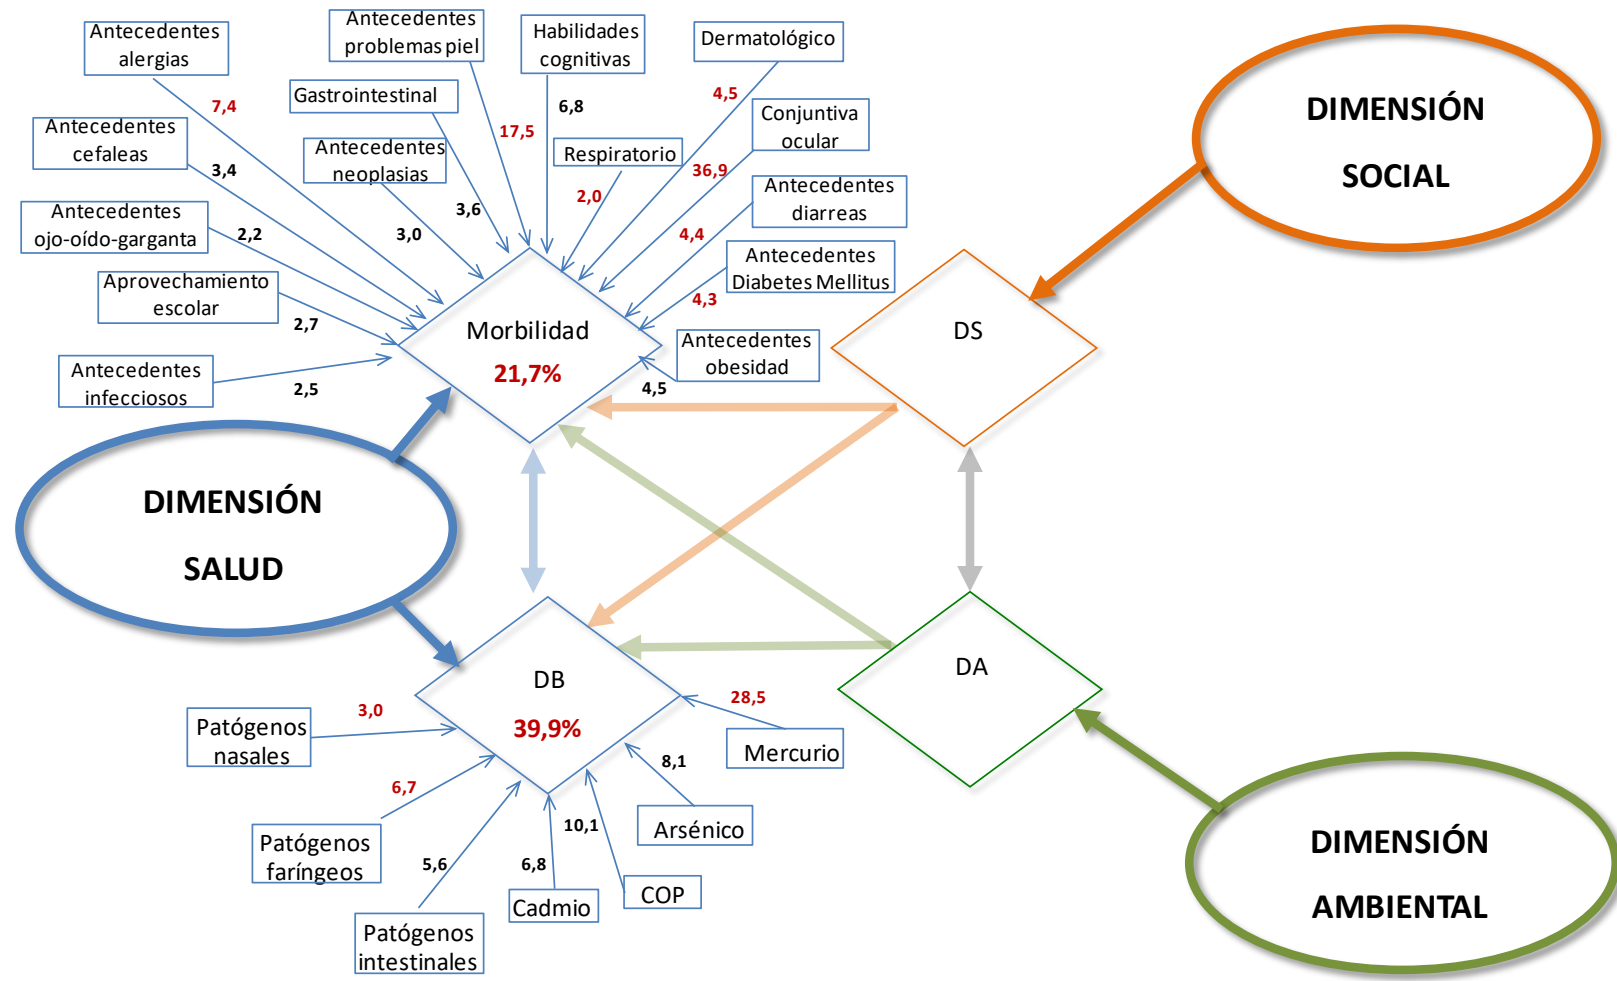 Antecedentes
alergias
7,4
Antecedentes
problemas piel
17,5
Habilidades
cognitivas
6,8
Dermatológico
4,5
Gastrointestinal
3,6
Antecedentes
cefaleas
3,4
Antecedentes
neoplasias
3,0
Respiratorio
2,0
Conjuntiva
ocular
36,9
Antecedentes
diarreas
4,4
Antecedentes
ojo-oído-garganta
2,2
Antecedentes
Diabetes Mellitus
4,3
Aprovechamiento
escolar
2,7
Antecedentes
obesidad
4,5
Antecedentes
infecciosos
2,5
Morbilidad
21,7%
DS
DIMENSIÓN
SOCIAL
DIMENSIÓN
SALUD
DB
39,9%
DA
Patógenos
nasales
3,0
Mercurio
28,5
Arsénico
8,1
Patógenos
faríngeos
6,7
COP
10,1
Cadmio
6,8
Patógenos
intestinales
5,6
DIMENSIÓN
AMBIENTAL